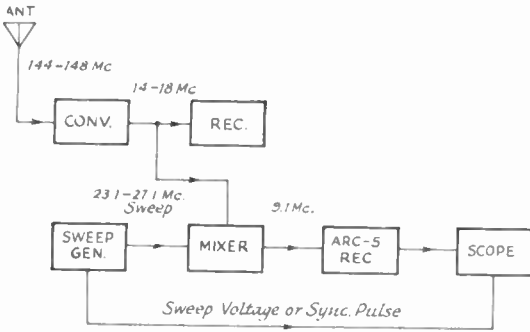 ANT
144-148 Mc
14-18 Mc
CONV.
REC.
23.1-27.1 Mc.
Sweep
9.1 Mc.
SWEEP
GEN.
MIXER
ARC-5
REC
SCOPE
Sweep Voltage or Sync. Pulse